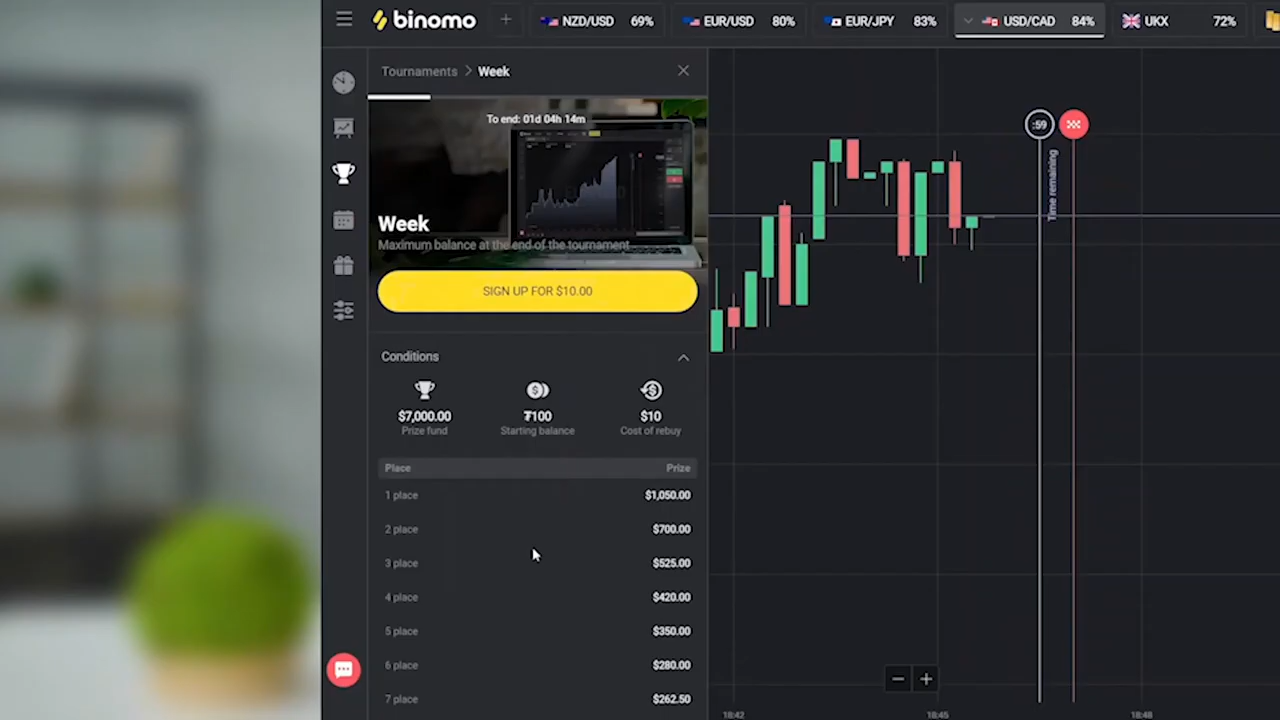 binomo
+
NZD/USD 69%
EUR/USD 80%
EUR/JPY 83%
USD/CAD 84%
UKX 72%
Tournaments > Week
To end: 01d 04h 14m
Week
Maximum balance at the end of the tournament
SIGN UP FOR $10.00
Conditions
$7,000.00 ₮100 $10
Prize fund Starting balance Cost of rebuy
Place Prize
1 place $1,050.00
2 place $700.00
3 place $525.00
4 place $420.00
5 place $350.00
6 place $280.00
7 place $262.50
:59
Time remaining
18:42 18:45 18:48